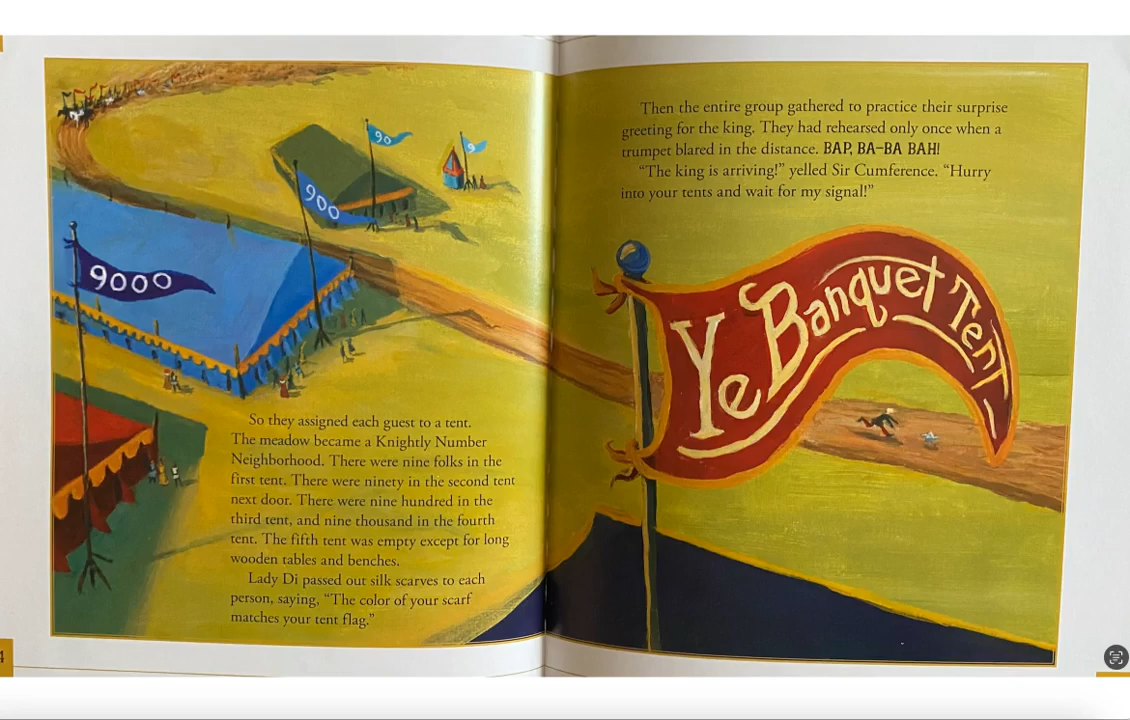 90
9
900
9000
So they assigned each guest to a tent.
The meadow became a Knightly Number
Neighborhood. There were nine folks in the
first tent. There were ninety in the second tent
next door. There were nine hundred in the
third tent, and nine thousand in the fourth
tent. The fifth tent was empty except for long
wooden tables and benches.
Lady Di passed out silk scarves to each
person, saying, “The color of your scarf
matches your tent flag.”
Then the entire group gathered to practice their surprise
greeting for the king. They had rehearsed only once when a
trumpet blared in the distance. BAP, BA-BA BAH!
“The king is arriving!” yelled Sir Cumference. “Hurry
into your tents and wait for my signal!”
Ye Banquet Tent
4